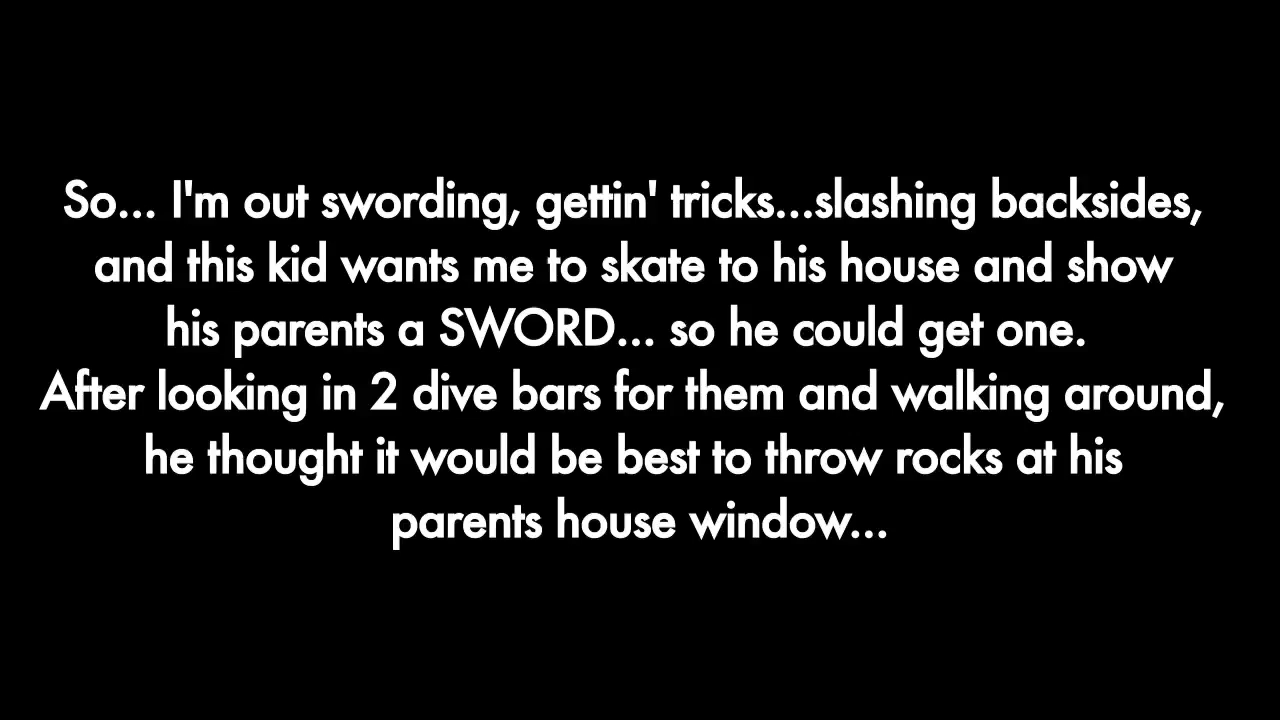 So... I'm out swording, gettin' tricks...slashing backsides,
and this kid wants me to skate to his house and show
his parents a SWORD... so he could get one.
After looking in 2 dive bars for them and walking around,
he thought it would be best to throw rocks at his
parents house window...